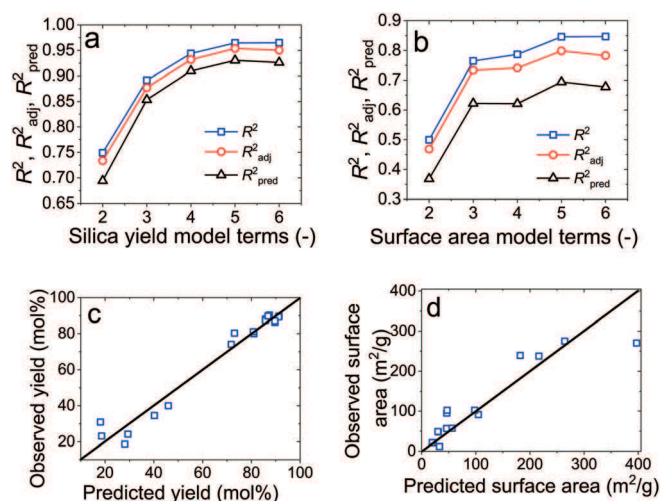 a
R², R²adj, R²pred
1.00
0.95
0.90
0.85
0.80
0.75
0.70
0.65
R²
R²adj
R²pred
2 3 4 5 6
Silica yield model terms (-)
b
R², R²adj, R²pred
0.9
0.8
0.7
0.6
0.5
0.4
0.3
R²
R²adj
R²pred
2 3 4 5 6
Surface area model terms (-)
c
Observed yield (mol%)
100
80
60
40
20
20 40 60 80 100
Predicted yield (mol%)
d
Observed surface
area (m²/g)
400
300
200
100
0
0 100 200 300 400
Predicted surface area (m²/g)